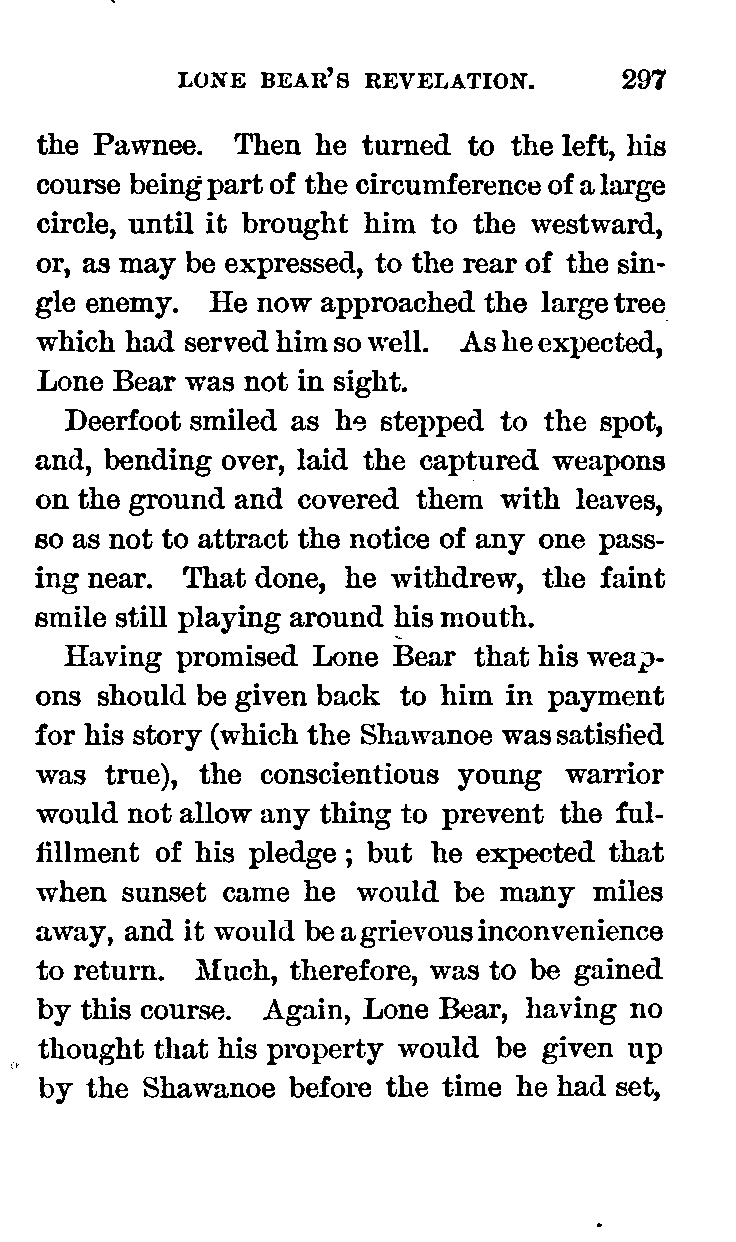 LONE BEAR'S REVELATION. 297
the Pawnee. Then he turned to the left, his
course being part of the circumference of a large
circle, until it brought him to the westward,
or, as may be expressed, to the rear of the sin-
gle enemy. He now approached the large tree
which had served him so well. As he expected,
Lone Bear was not in sight.
Deerfoot smiled as he stepped to the spot,
and, bending over, laid the captured weapons
on the ground and covered them with leaves,
so as not to attract the notice of any one pass-
ing near. That done, he withdrew, the faint
smile still playing around his mouth.
Having promised Lone Bear that his weap-
ons should be given back to him in payment
for his story (which the Shawanoe was satisfied
was true), the conscientious young warrior
would not allow any thing to prevent the ful-
fillment of his pledge; but he expected that
when sunset came he would be many miles
away, and it would be a grievous inconvenience
to return. Much, therefore, was to be gained
by this course. Again, Lone Bear, having no
thought that his property would be given up
by the Shawanoe before the time he had set,